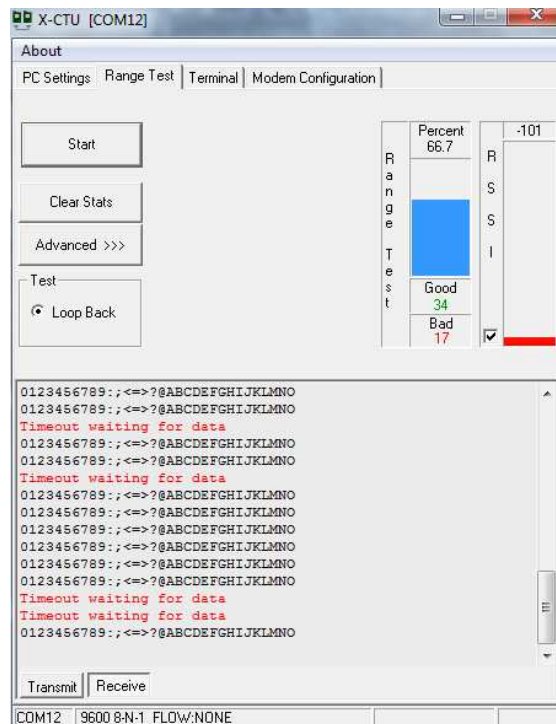 X-CTU [COM12]
About
PC Settings
Range Test
Terminal
Modem Configuration
Start
Clear Stats
Advanced >>>
Test
Loop Back
Range Test
Percent
66.7
Good
34
Bad
17
RSSI
-101
0123456789:;<=>?@ABCDEFGHIJKLMNO
0123456789:;<=>?@ABCDEFGHIJKLMNO
Timeout waiting for data
0123456789:;<=>?@ABCDEFGHIJKLMNO
0123456789:;<=>?@ABCDEFGHIJKLMNO
Timeout waiting for data
0123456789:;<=>?@ABCDEFGHIJKLMNO
0123456789:;<=>?@ABCDEFGHIJKLMNO
0123456789:;<=>?@ABCDEFGHIJKLMNO
0123456789:;<=>?@ABCDEFGHIJKLMNO
0123456789:;<=>?@ABCDEFGHIJKLMNO
0123456789:;<=>?@ABCDEFGHIJKLMNO
Timeout waiting for data
Timeout waiting for data
0123456789:;<=>?@ABCDEFGHIJKLMNO
Transmit
Receive
COM12
9600 8-N-1 FLOW:NONE